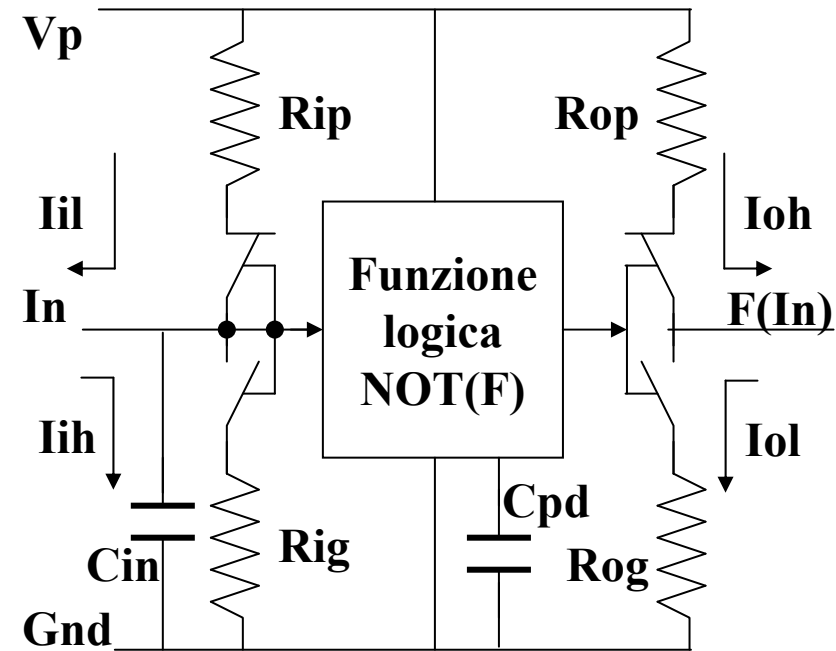 Vp
Rip
Rop
Iil
Ioh
In
Funzione
logica
NOT(F)
F(In)
Iih
Iol
Cin
Rig
Cpd
Rog
Gnd